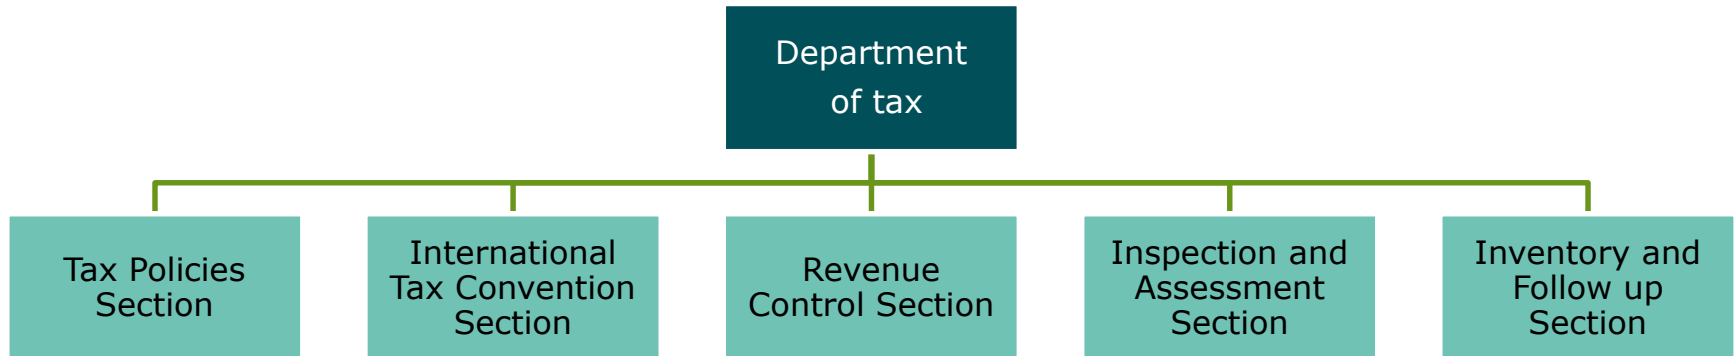 Department
of tax
Tax Policies
Section
International
Tax Convention
Section
Revenue
Control Section
Inspection and
Assessment
Section
Inventory and
Follow up
Section